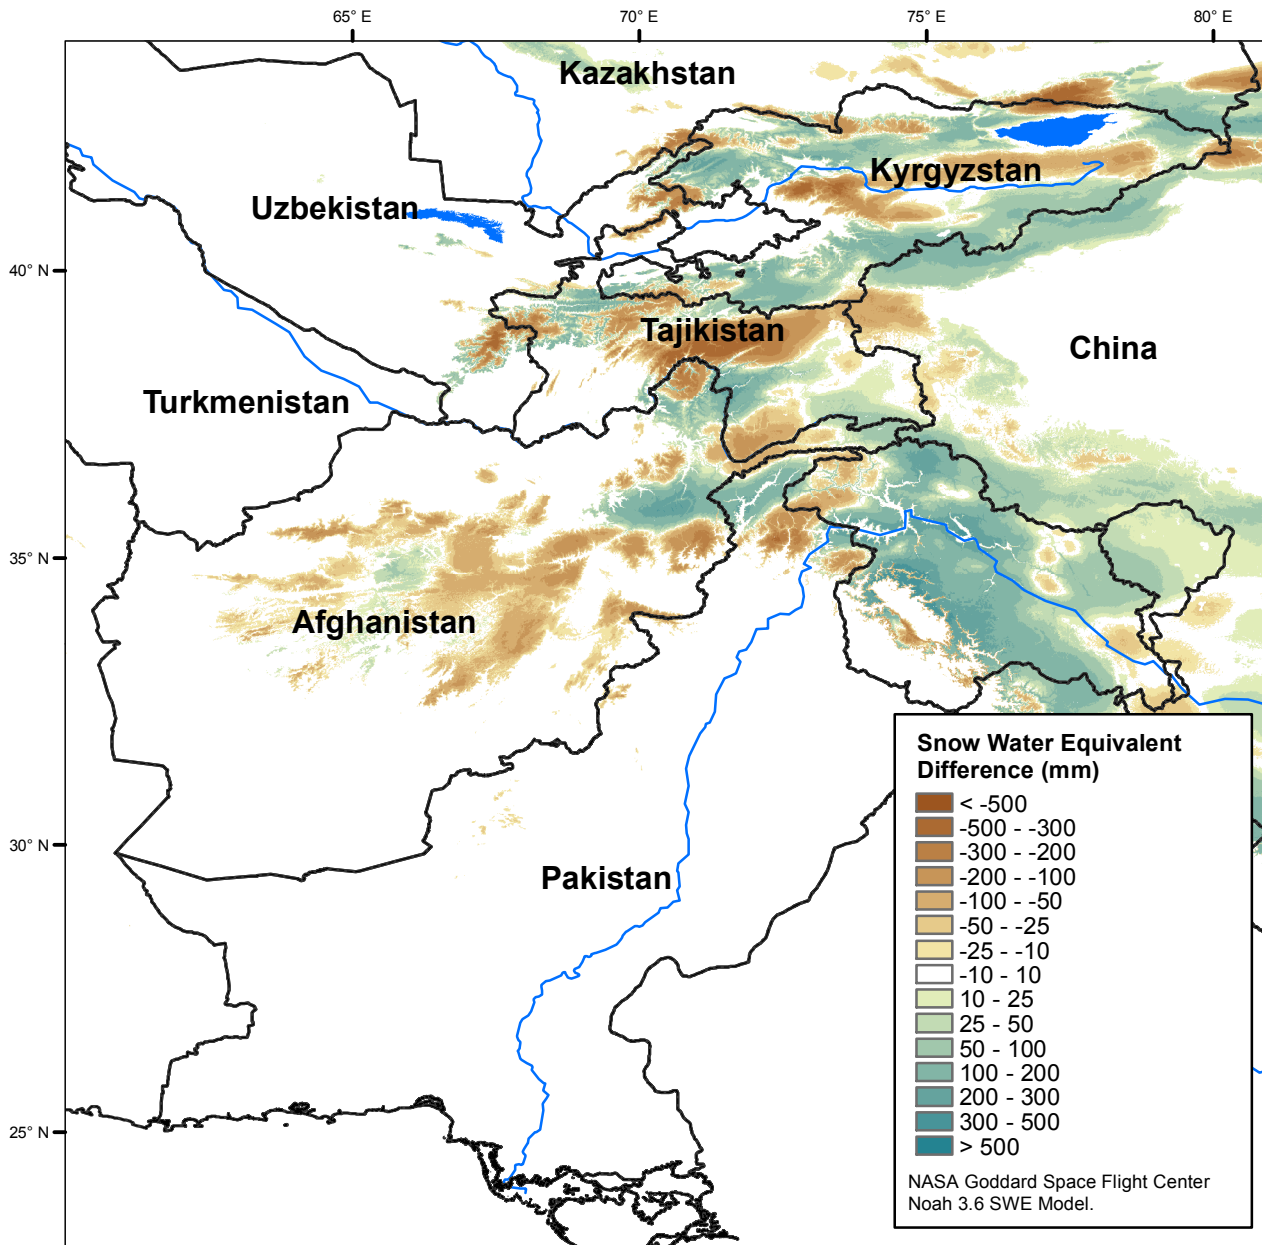 65° E
70° E
75° E
80° E
Kazakhstan
Kyrgyzstan
Uzbekistan
40° N
Tajikistan
China
Turkmenistan
35° N
Afghanistan
30° N
Pakistan
25° N
Snow Water Equivalent
Difference (mm)
< -500
-500 - -300
-300 - -200
-200 - -100
-100 - -50
-50 - -25
-25 - -10
-10 - 10
10 - 25
25 - 50
50 - 100
100 - 200
200 - 300
300 - 500
> 500
NASA Goddard Space Flight Center
Noah 3.6 SWE Model.